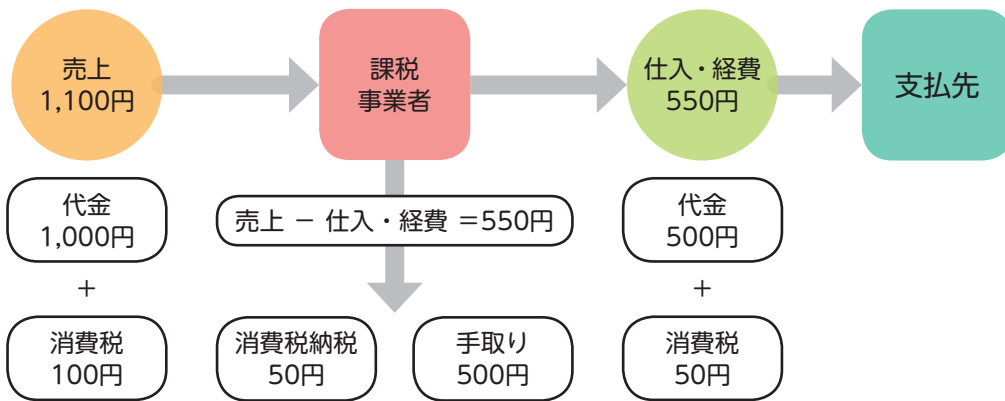 売上
1,100円
課税
事業者
仕入・経費
550円
支払先
代金
1,000円
売上 － 仕入・経費 ＝550円
代金
500円
＋
＋
消費税
100円
消費税納税
50円
手取り
500円
消費税
50円